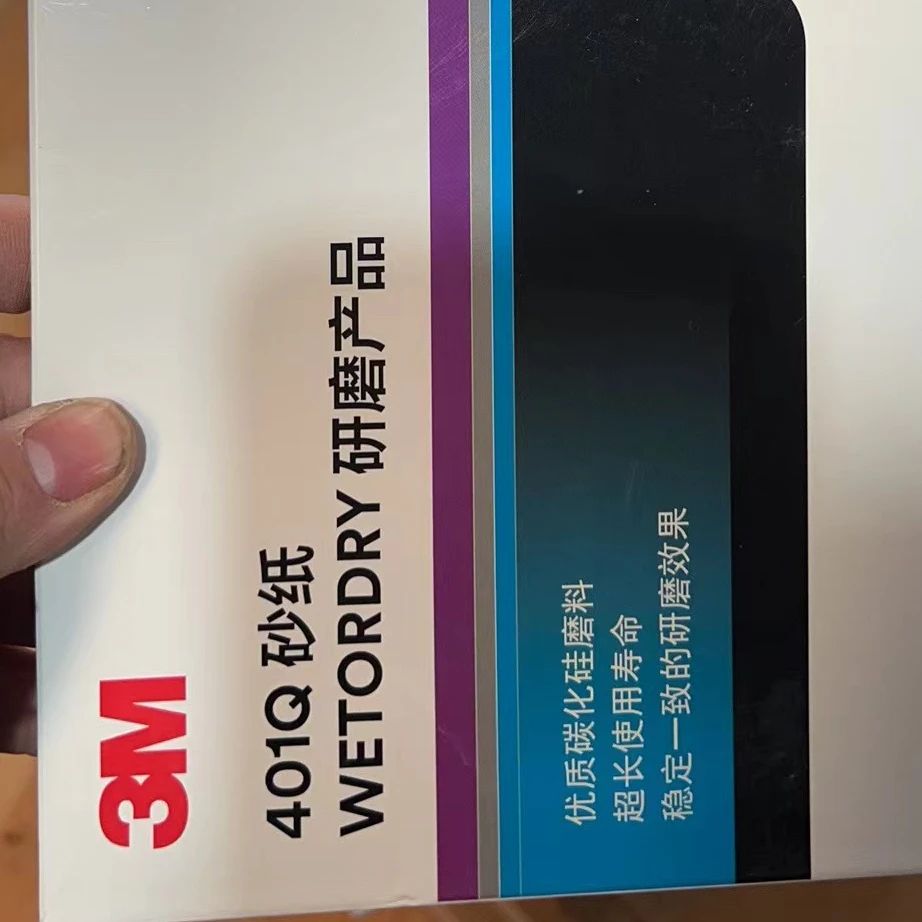 3M
401Q 砂纸
WETORDRY 研磨产品
优质碳化硅磨料
超长使用寿命
稳定一致的研磨效果